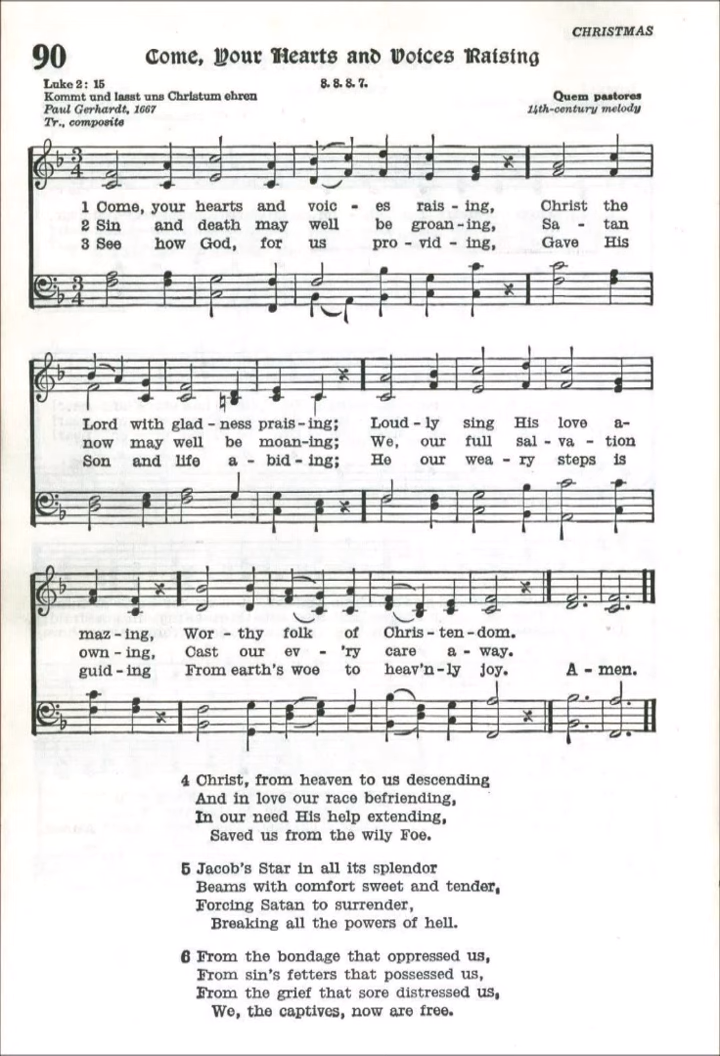 CHRISTMAS
90 Come, Your Hearts and Voices Raising
Luke 2: 15
8. 8. 8. 7.
Kommt und lasst uns Christum ehren
Quem pastores
Paul Gerhardt, 1667
14th-century melody
Tr., composite
1 Come, your hearts and voic - es rais - ing, Christ the
2 Sin and death may well be groan - ing, Sa - tan
3 See how God, for us pro - vid - ing, Gave His
Lord with glad - ness prais - ing; Loud - ly sing His love a-
now may well be moan-ing; We, our full sal - va - tion
Son and life a - bid - ing; He our wea - ry steps is
maz - ing, Wor - thy folk of Chris - ten - dom.
own - ing, Cast our ev - 'ry care a - way.
guid - ing From earth's woe to heav'n-ly joy. A - men.
4 Christ, from heaven to us descending
And in love our race befriending,
In our need His help extending,
Saved us from the wily Foe.
5 Jacob's Star in all its splendor
Beams with comfort sweet and tender,
Forcing Satan to surrender,
Breaking all the powers of hell.
6 From the bondage that oppressed us,
From sin's fetters that possessed us,
From the grief that sore distressed us,
We, the captives, now are free.